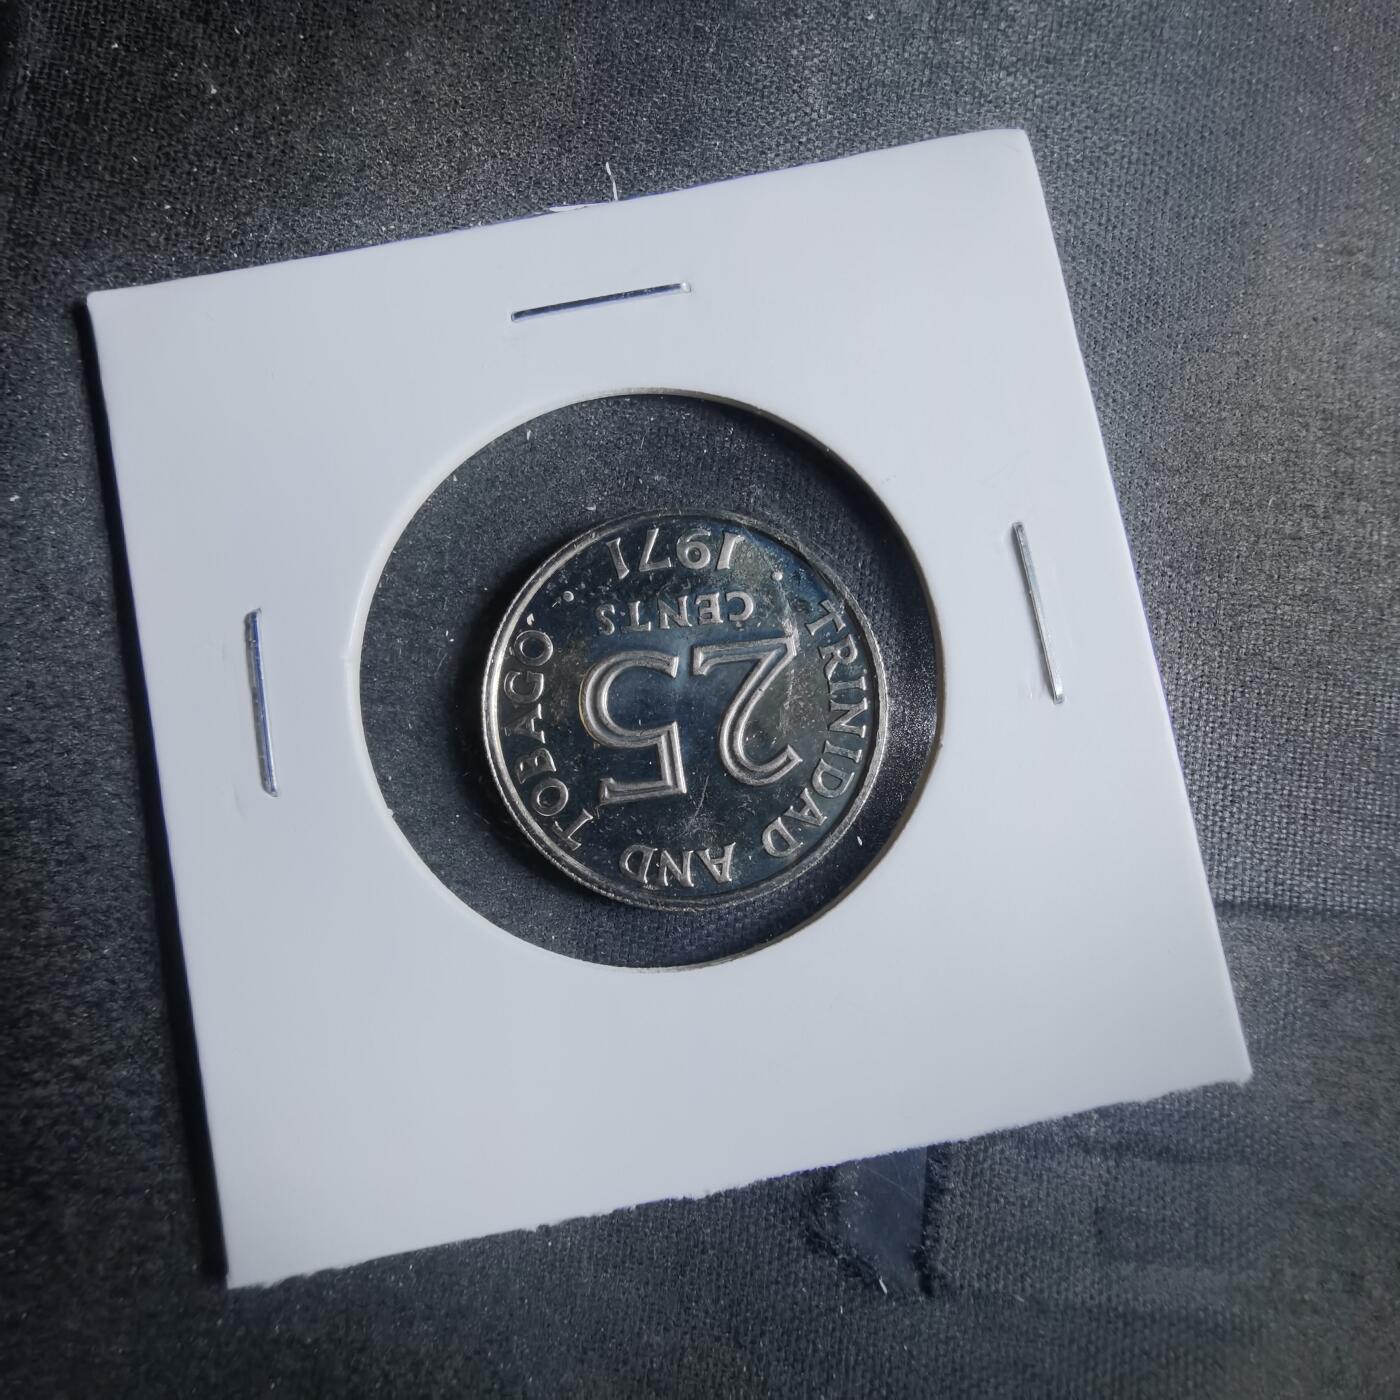 TRINIDAD AND TOBAGO
25
CENTS
1971